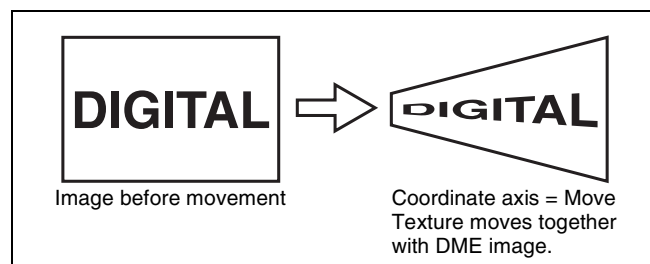 DIGITAL
DIGITAL
Image before movement
Coordinate axis = Move
Texture moves together
with DME image.